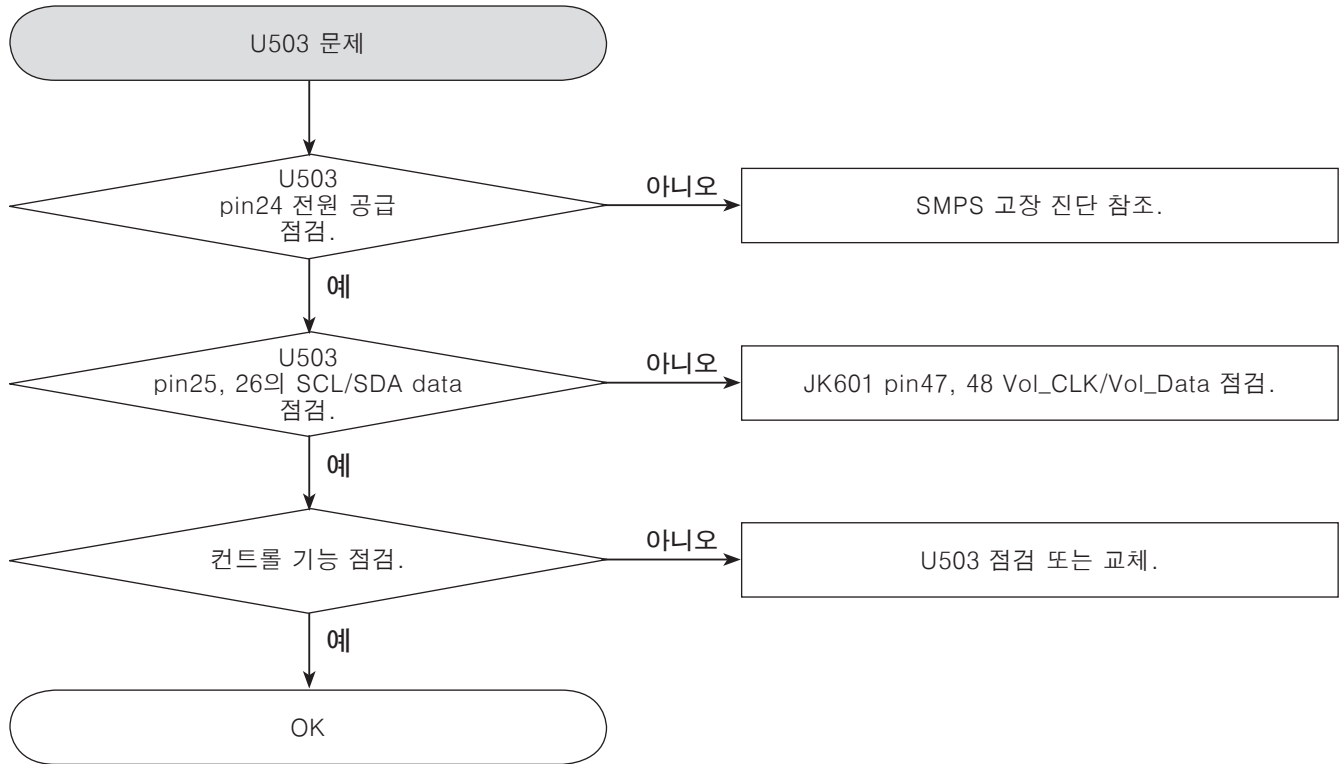 U503 문제
U503
pin24 전원 공급
점검.
아니오
SMPS 고장 진단 참조.
예
U503
pin25, 26의 SCL/SDA data
점검.
아니오
JK601 pin47, 48 Vol_CLK/Vol_Data 점검.
예
컨트롤 기능 점검.
아니오
U503 점검 또는 교체.
예
OK